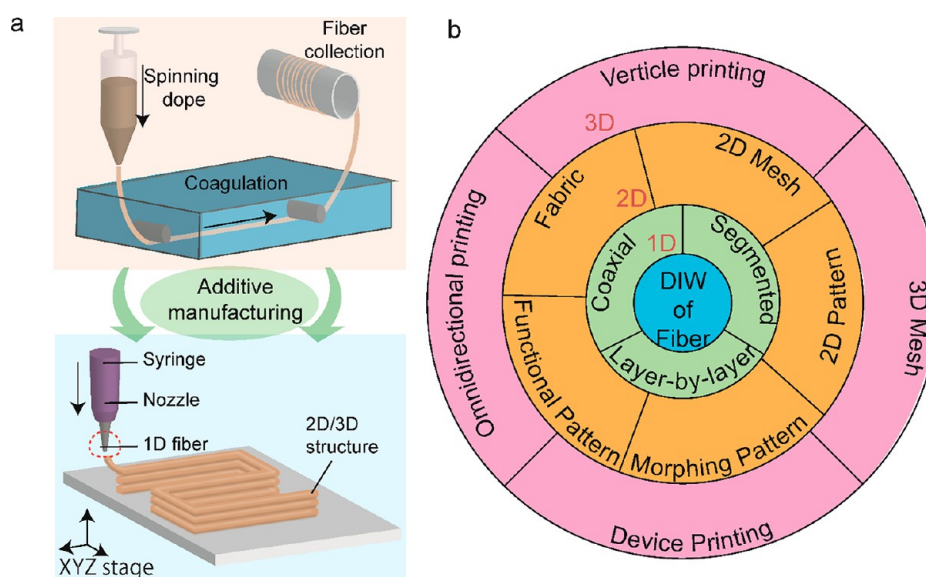 a
Fiber
collection
Spinning
dope
Coagulation
Additive
manufacturing
Syringe
Nozzle
1D fiber
2D/3D
structure
XYZ stage
b
Verticle printing
3D Mesh
Device Printing
Omnibirectional printing
3D
2D Mesh
2D Pattern
Morphing Pattern
Functional Pattern
Fabric
2D
Segmented
Layer-by-layer
Coaxial
1D
DIW
of
Fiber